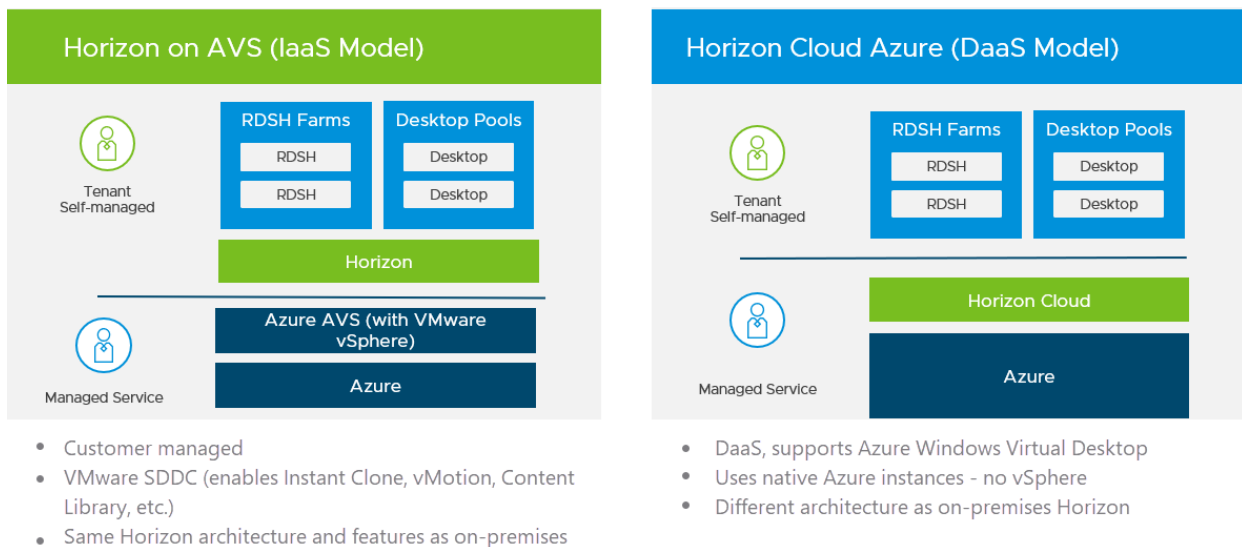 Horizon on AVS (IaaS Model)
RDSH Farms
RDSH
RDSH
Desktop Pools
Desktop
Desktop
Tenant
Self-managed
Horizon
Azure AVS (with VMware
vSphere)
Azure
Managed Service
• Customer managed
• VMware SDDC (enables Instant Clone, vMotion, Content
Library, etc.)
• Same Horizon architecture and features as on-premises
Horizon Cloud Azure (DaaS Model)
RDSH Farms
RDSH
RDSH
Desktop Pools
Desktop
Desktop
Tenant
Self-managed
Horizon Cloud
Azure
Managed Service
• DaaS, supports Azure Windows Virtual Desktop
• Uses native Azure instances - no vSphere
• Different architecture as on-premises Horizon